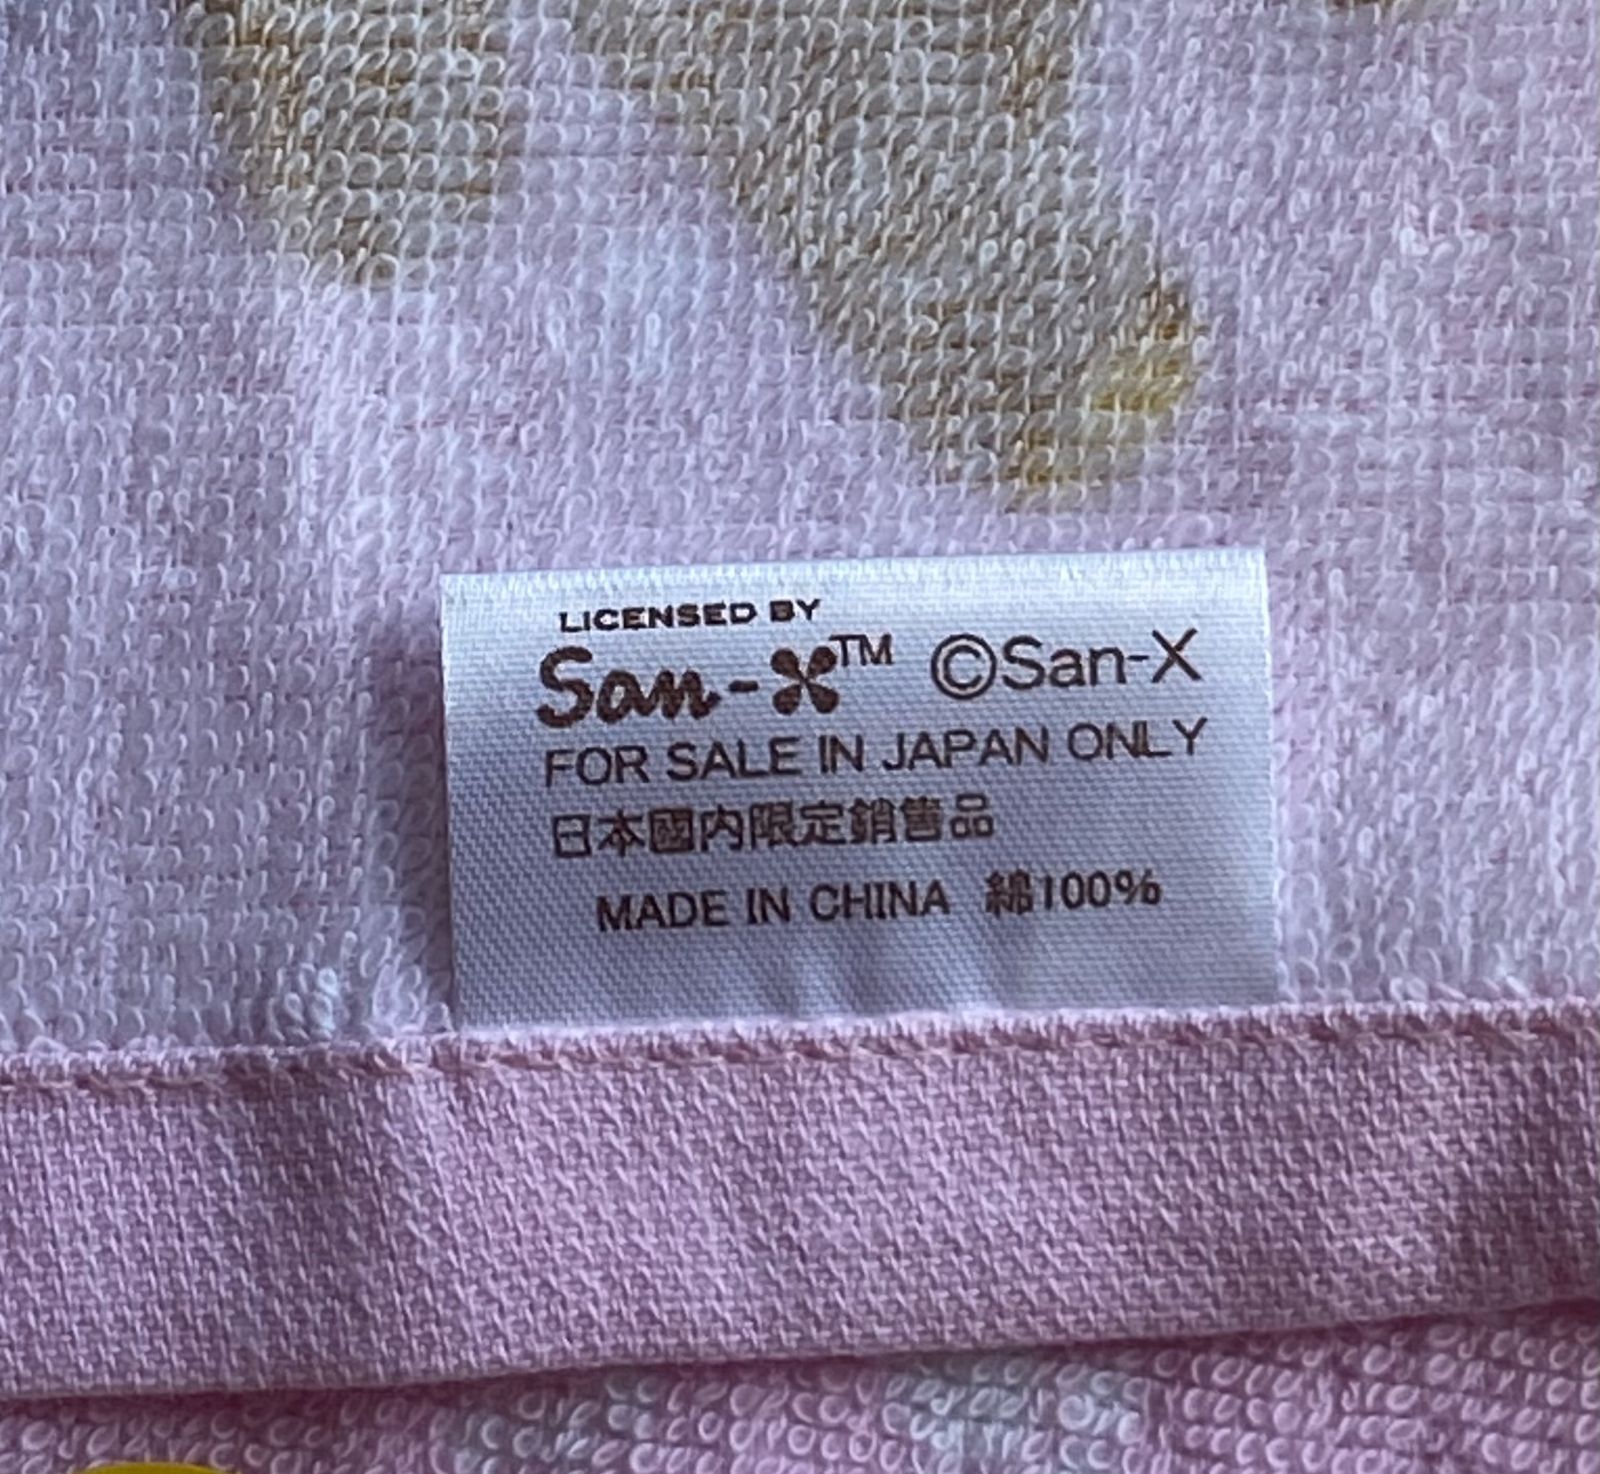 LICENSED BY
San-X™ ©San-X
FOR SALE IN JAPAN ONLY
日本國内限定銷售品
MADE IN CHINA 綿100%